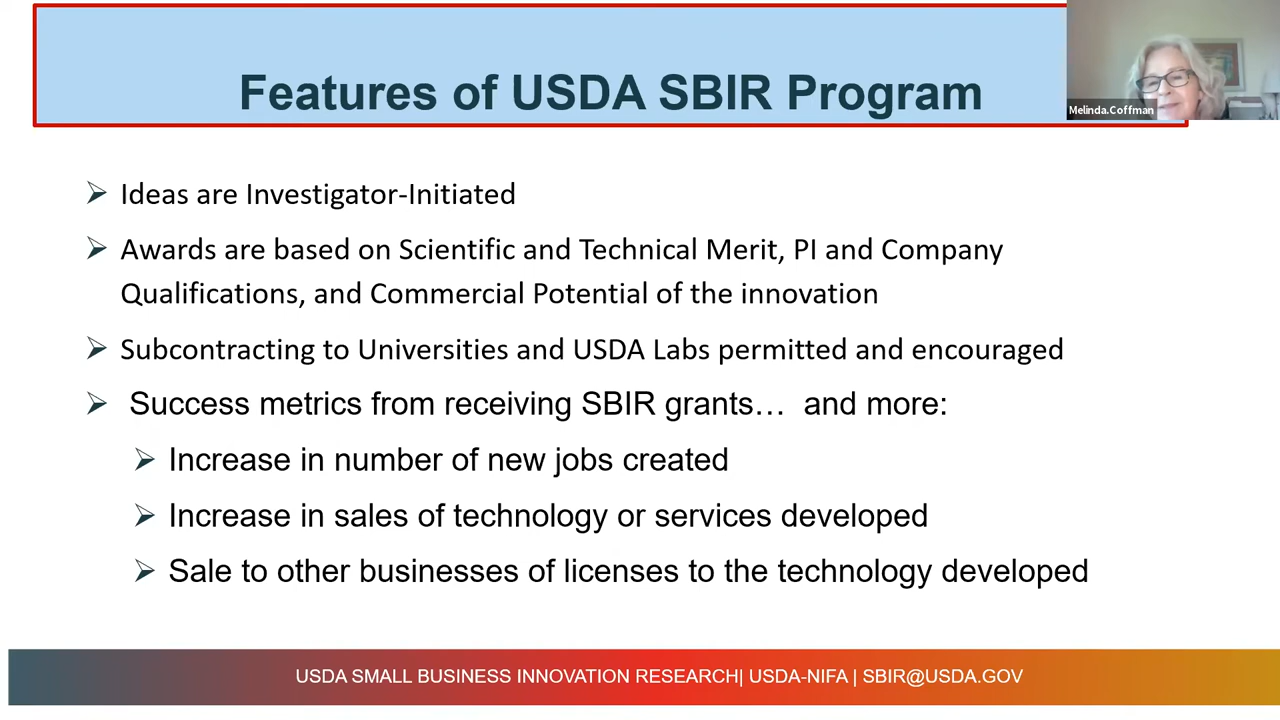 Features of USDA SBIR Program
Melinda.Coffman
Ideas are Investigator-Initiated
Awards are based on Scientific and Technical Merit, PI and Company
Qualifications, and Commercial Potential of the innovation
Subcontracting to Universities and USDA Labs permitted and encouraged
Success metrics from receiving SBIR grants… and more:
Increase in number of new jobs created
Increase in sales of technology or services developed
Sale to other businesses of licenses to the technology developed
USDA SMALL BUSINESS INNOVATION RESEARCH| USDA-NIFA | SBIR@USDA.GOV